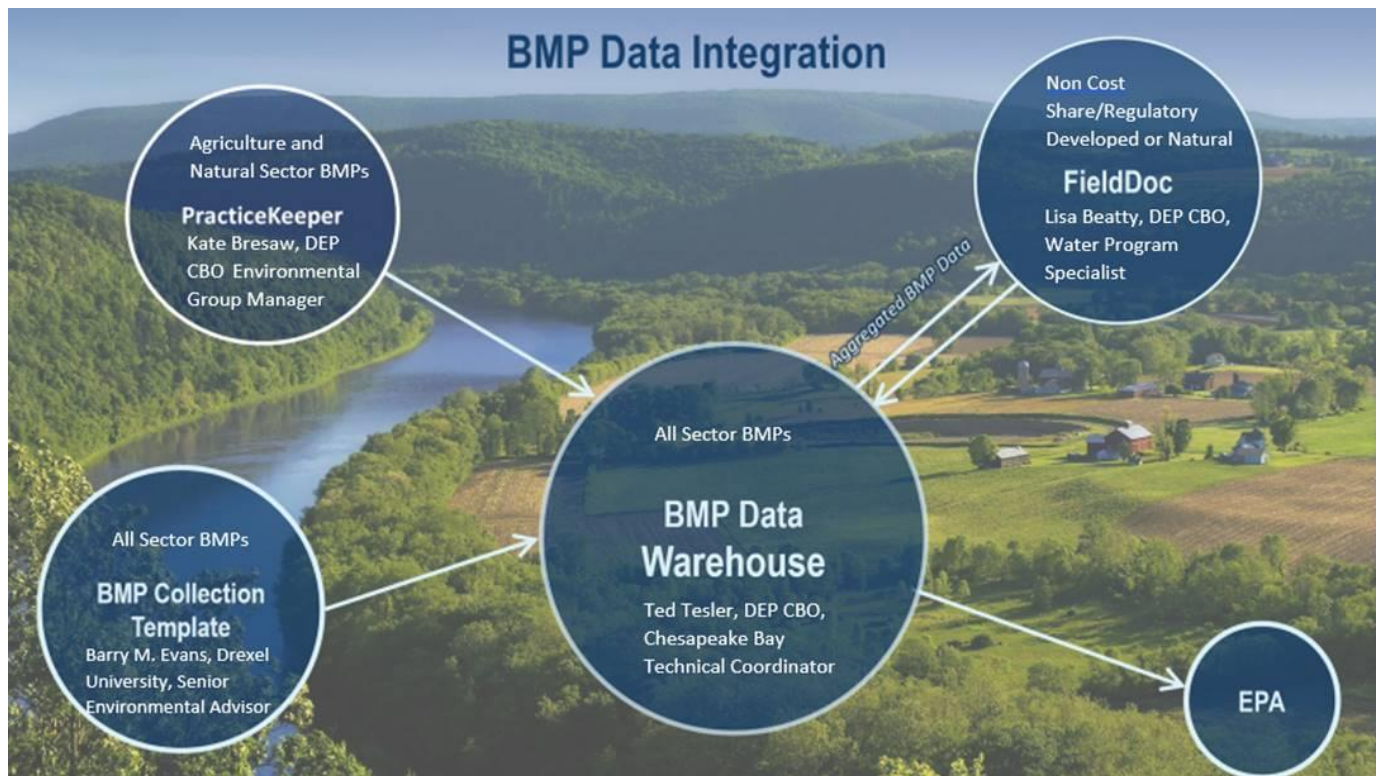 BMP Data Integration
Agriculture and
Natural Sector BMPs
PracticeKeeper
Kate Bresaw, DEP
CBO Environmental
Group Manager
Non Cost
Share/Regulatory
Developed or Natural
FieldDoc
Lisa Beatty, DEP CBO,
Water Program
Specialist
Aggregated BMP Data
All Sector BMPs
BMP Data
Warehouse
Ted Tesler, DEP CBO,
Chesapeake Bay
Technical Coordinator
All Sector BMPs
BMP Collection
Template
Barry M. Evans, Drexel
University, Senior
Environmental Advisor
EPA